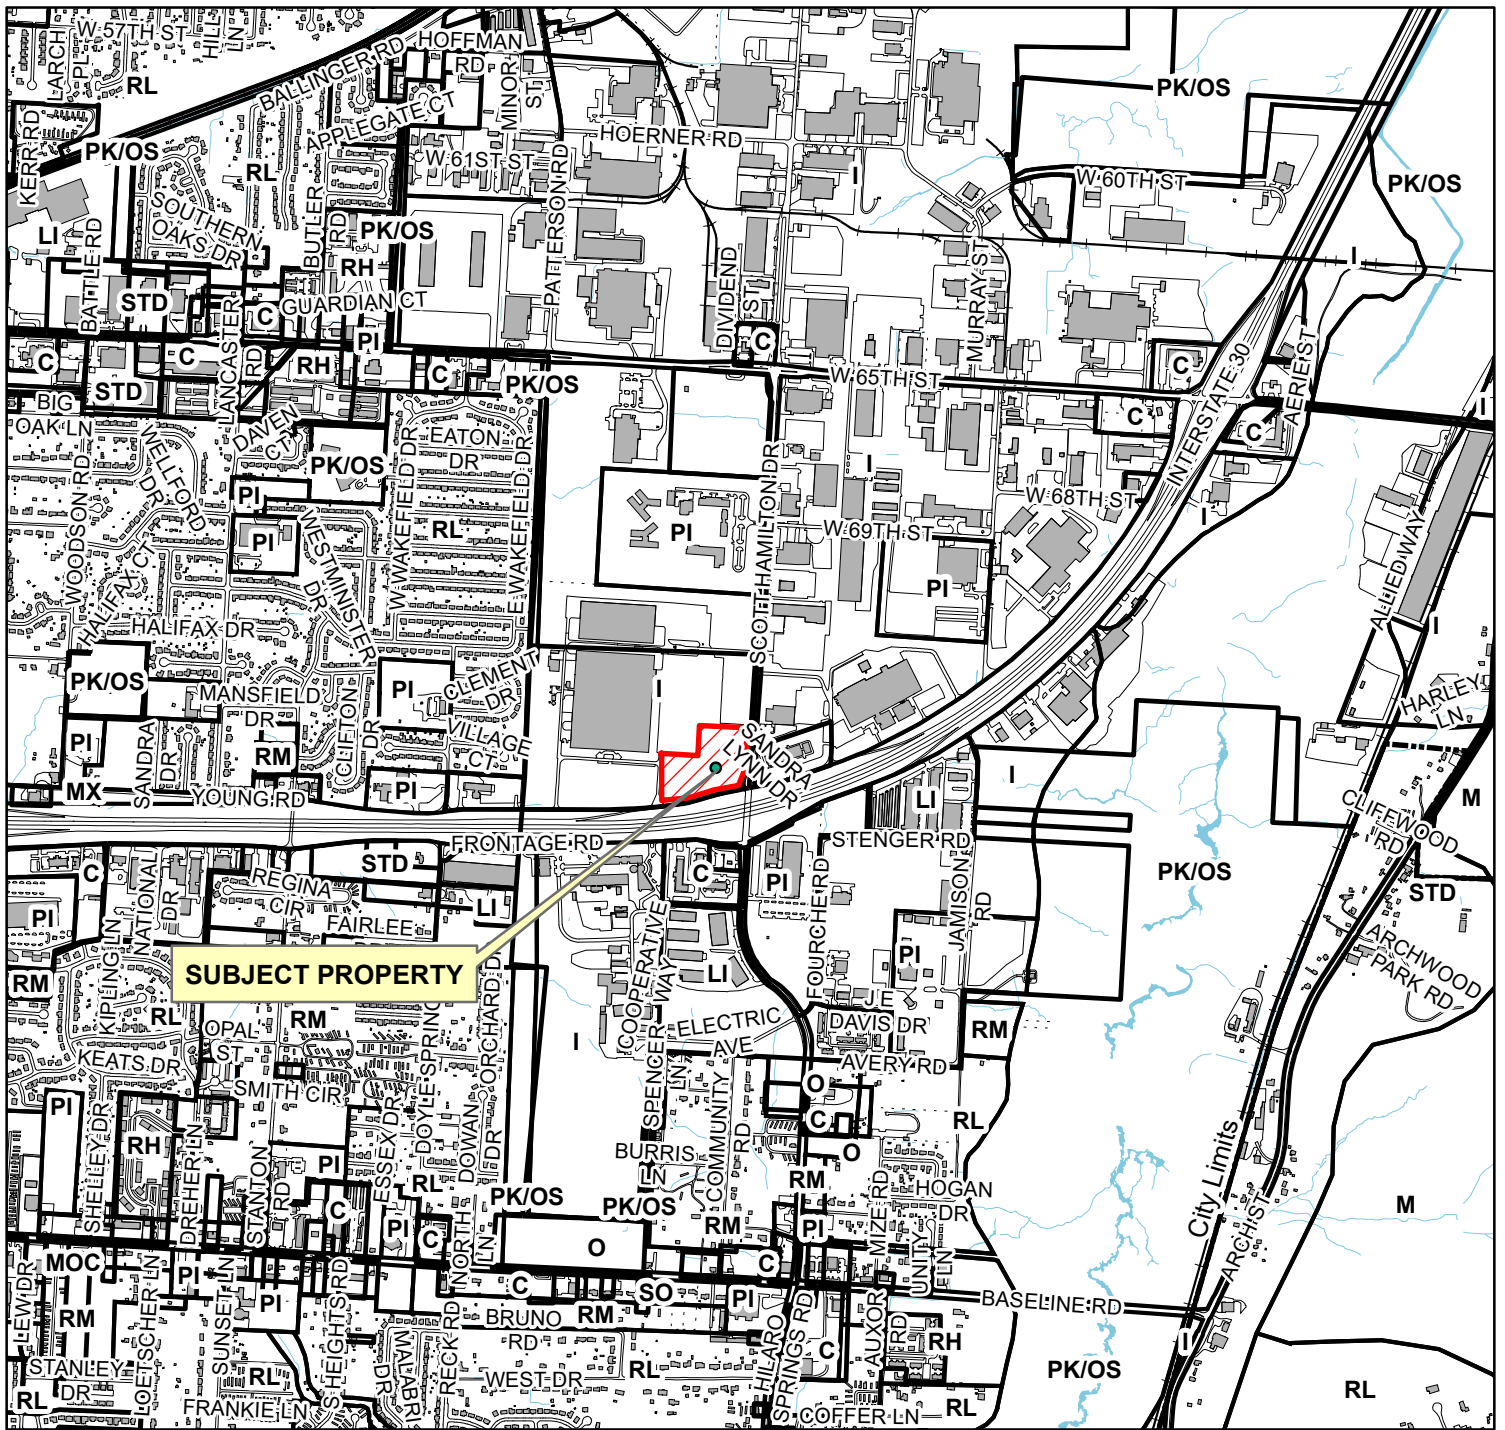 W 57TH ST
LARCH
PL
HILL
LN
RL
BALLINGER RD
HOFFMAN
RD
MINOR
ST
PK/OS
KERR RD
PK/OS
APPLEGATE CT
W 61ST ST
HOERNER RD
I
W 60TH ST
PK/OS
RL
SOUTHERN
OAKS DR
BUTLER
RD
PK/OS
PATTERSON RD
LI
BATTLE RD
STD
RH
GUARDIAN CT
C
LANCASTER
RD
PI
DIVIDEND
ST
C
MURRAY ST
I
INTERSTATE 30
AERIE ST
C
C
STD
C
RH
C
PK/OS
W 65TH ST
C
C
C
I
BIG
OAK LN
DAVEN
CT
PK/OS
EATON
DR
WELLFORD
DR
WOODSON RD
PI
PI
RL
W WAKEFIELD DR
E WAKEFIELD DR
PI
SCOTT HAMILTON DR
I
W 69TH ST
W 68TH ST
I
PI
ALLIEDWAY
I
HALIFAX CT
WESTMINISTER
DR
HALIFAX DR
PK/OS
MANSFIELD
DR
PI
CLEMENT
DR
I
HARLEY
LN
PI
SANDRA
DR
RM
CLIFTON
DR
VILLAGE
CT
SANDRA
LYNN DR
MX
YOUNG RD
PI
I
LI
M
CLIFFWOOD
RD
FRONTAGE RD
STENGER RD
C
STD
C
PI
PK/OS
STD
PI
NATIONAL
DR
REGINA
CIR
LI
FAIRLEE
FOURCHE RD
JAMISON
RD
PI
ARCHWOOD
PARK RD
SUBJECT PROPERTY
RM
KIPLING LN
RL
COOPERATIVE
WAY
LI
OPAL
ST
RM
ELECTRIC
AVE
J E
DAVIS DR
RM
KEATS DR
SMITH CIR
I
AVERY RD
PI
SHELLEY DR
RH
DREHER LN
STANTON
RD
PI
ESSEX DR
DOYLE SPRING
RL
ORCHARD D
DOWAN
DR
SPENCER
LN
COMMUNITY
RD
O
C
O
RL
City Limits
BURRIS
LN
RM
HOGAN
DR
M
ARCH ST
C
PI
C
NORTH
LN
PK/OS
O
PK/OS
RM
C
PI
MIZE RD
UNITY
LN
MOC
PI
PI
C
RM
SO
PI
BASELINE RD
I
LEW DR
RM
LOETSCHER LN
SUNSET LN
S HEIGHTS RD
BRUNO
RD
RECK RD
HILARO
SPRINGS RD
C
AUXOR
RD
RH
PK/OS
RL
STANLEY
DR
RL
RL
FRANKIE LN
MALABRI
DR
WEST DR
RL
COFFER LN
RL